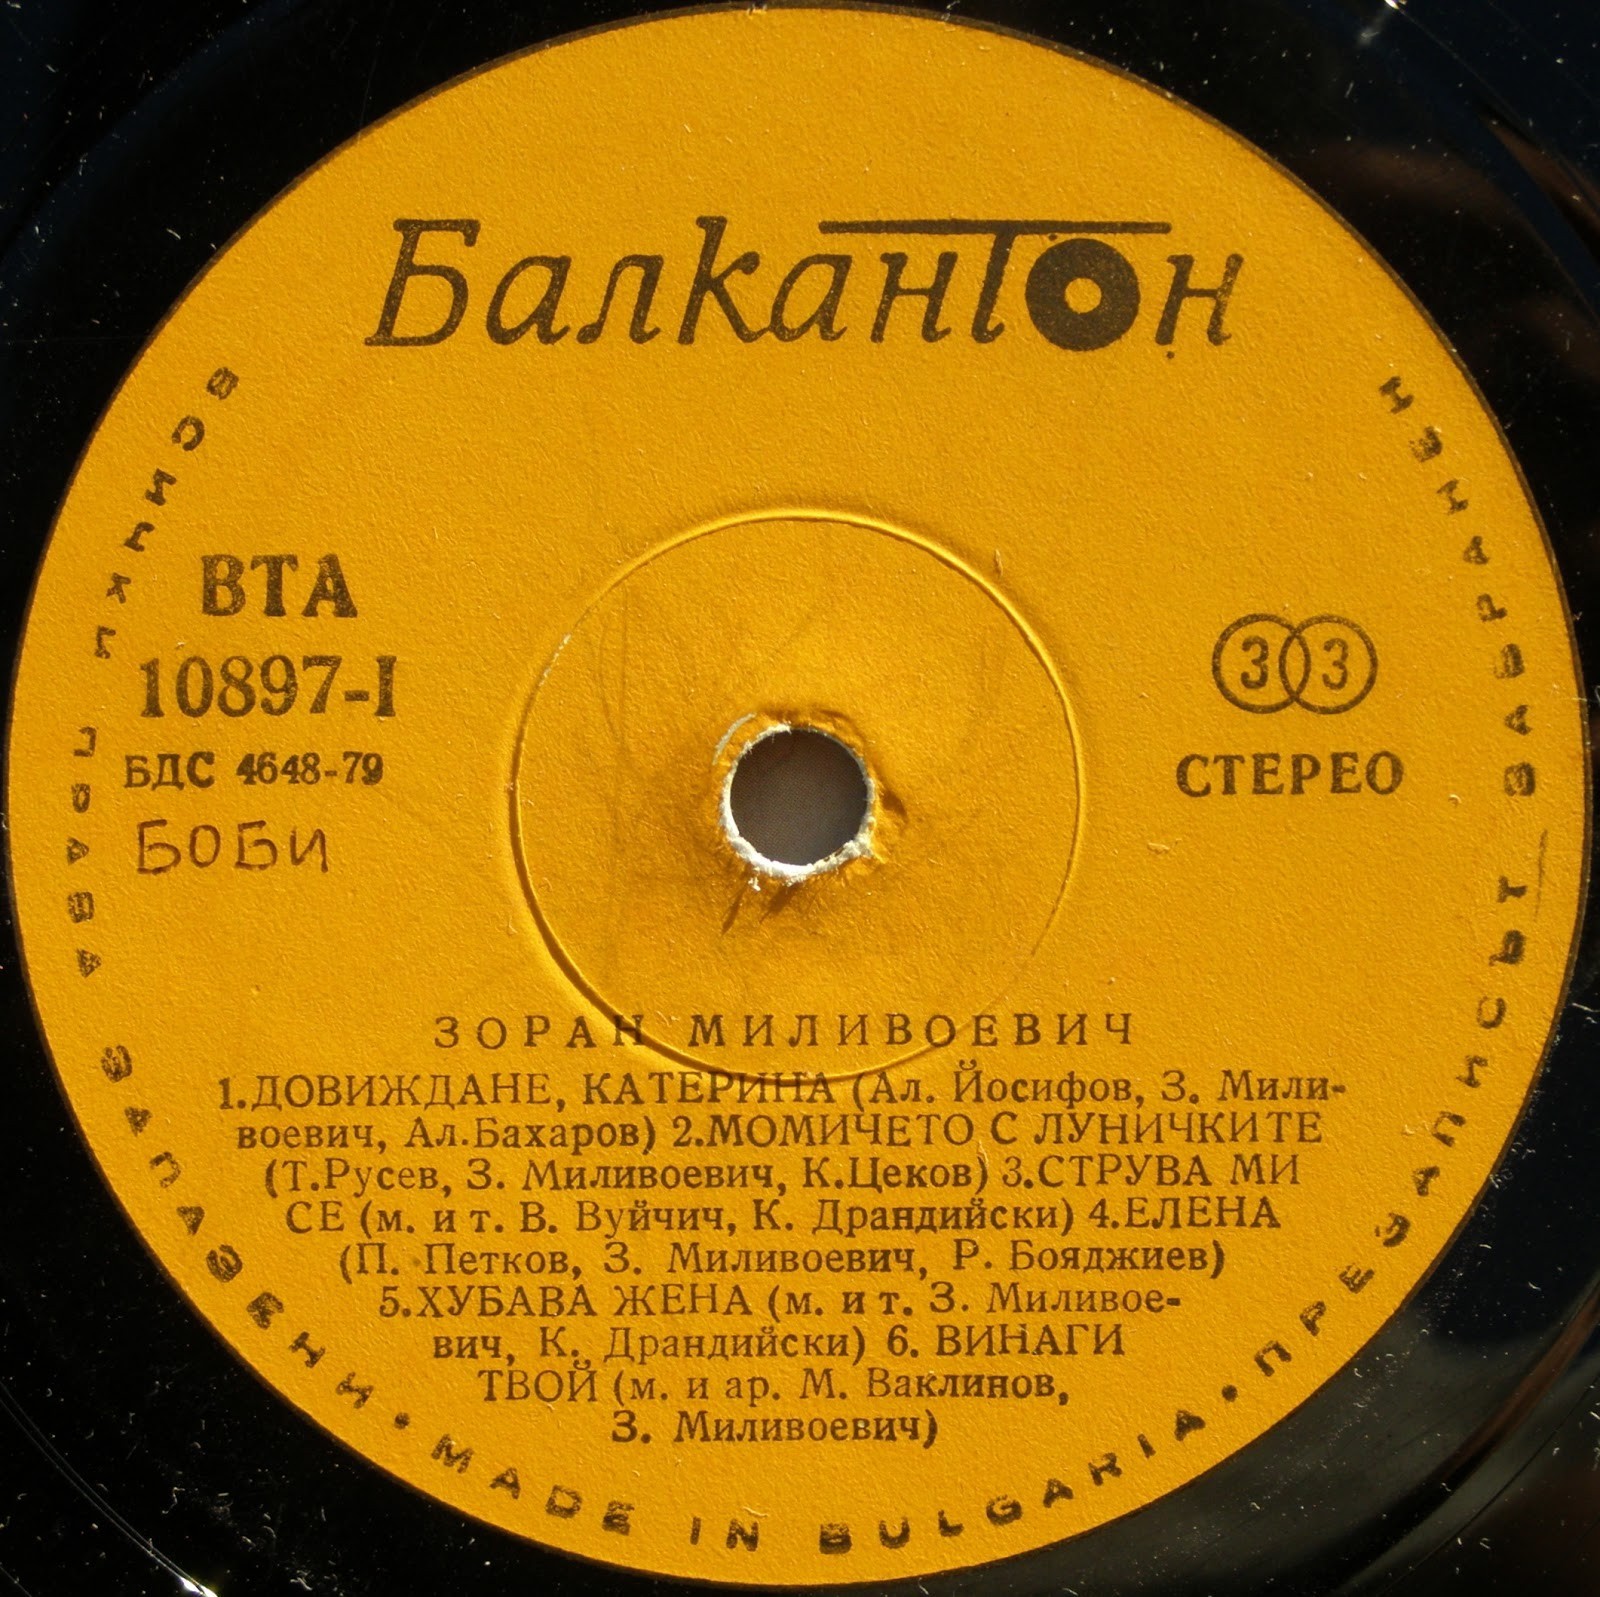 Балкантон
ВТА
10897-I
БДС 4648-79
БОБИ
33
СТЕРЕО
ЗОРАН МИЛИВОЕВИЧ
1.ДОВИЖДАНЕ, КАТЕРИНА (Ал. Йосифов, З. Мили-
воевич, Ал.Бахаров) 2.МОМИЧЕТО С ЛУНИЧКИТЕ
(Т.Русев, З. Миливоевич, К.Цеков) 3.СТРУВА МИ
СЕ (м. и т. В. Вуйчич, К. Драндийски) 4.ЕЛЕНА
(П. Петков, З. Миливоевич, Р. Бояджиев)
5.ХУБАВА ЖЕНА (м. и т. З. Миливое-
вич, К. Драндийски) 6. ВИНАГИ
ТВОЙ (м. и ар. М. Ваклинов,
З. Миливоевич)
ЗАПАЗЕНИ • MADE IN BULGARIA • ПРЕЗАПИСЪТ ЗАБРАНЕН